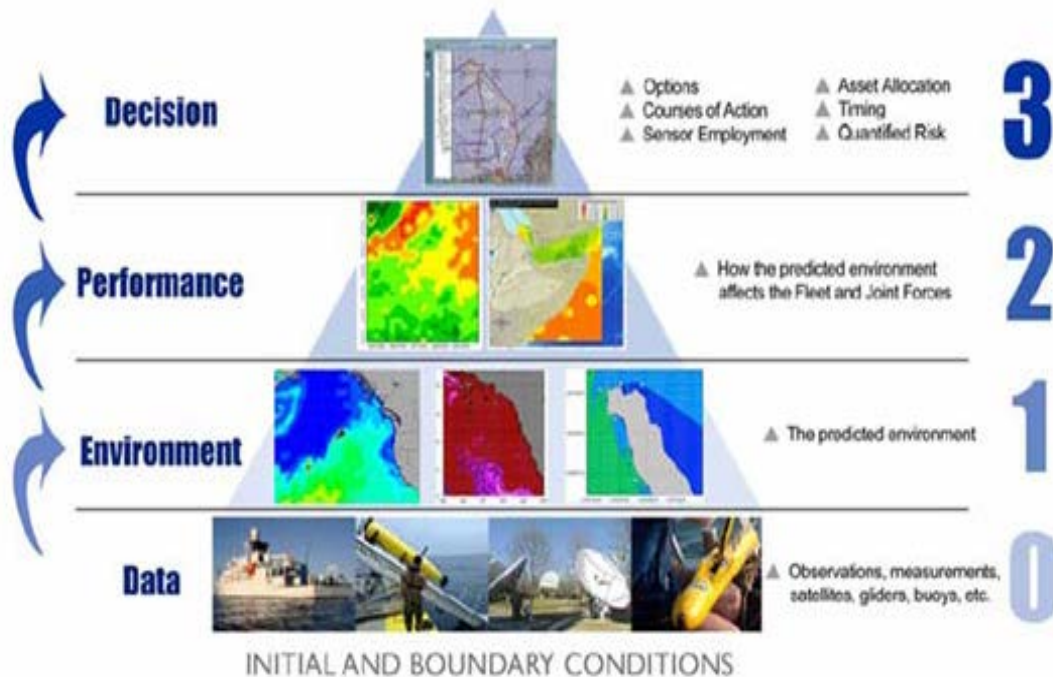 Decision
Options
Courses of Action
Sensor Employment
Asset Allocation
Timing
Quantified Risk
3
Performance
How the predicted environment
affects the Fleet and Joint Forces
2
Environment
The predicted environment
1
Data
Observations, measurements,
satellites, gliders, buoys, etc.
0
INITIAL AND BOUNDARY CONDITIONS